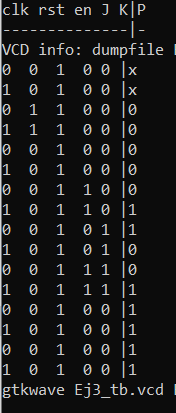 clk rst en J K|P
--------------|-
VCD info: dumpfile
0  0  1  0 0 |x
1  0  1  0 0 |x
0  1  1  0 0 |0
1  1  1  0 0 |0
0  0  1  0 0 |0
1  0  1  0 0 |0
0  0  1  1 0 |0
1  0  1  1 0 |1
0  0  1  0 1 |1
1  0  1  0 1 |0
0  0  1  1 1 |0
1  0  1  1 1 |1
0  0  1  0 0 |1
1  0  1  0 0 |1
0  0  1  0 0 |1
1  0  1  0 0 |1
gtkwave Ej3_tb.vcd